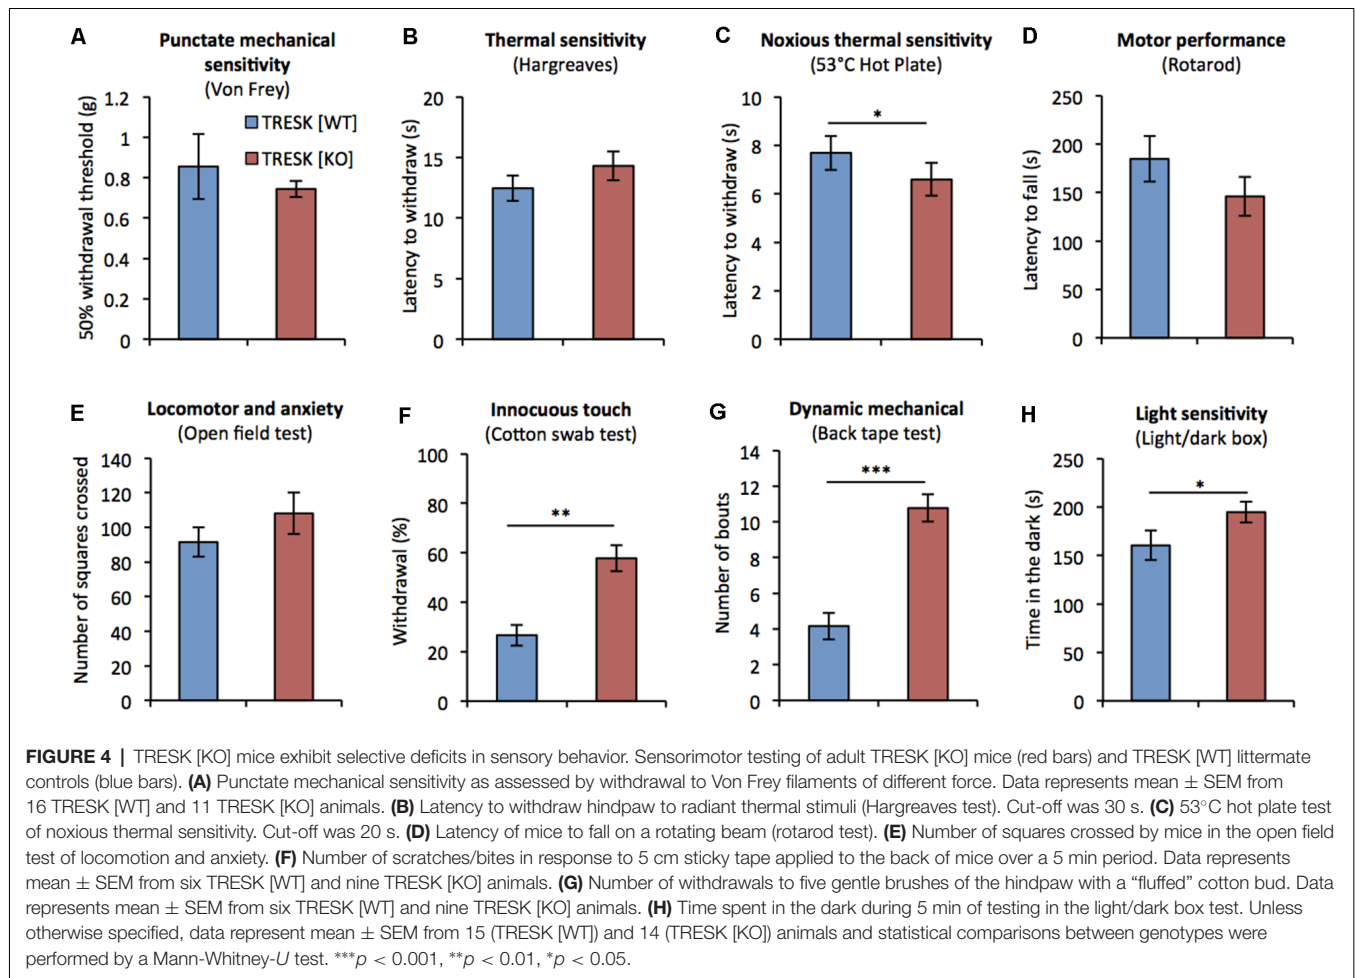 A
Punctate mechanical
sensitivity
(Von Frey)
50% withdrawal threshold (g)
1.2
1
0.8
0.6
0.4
0.2
0
TRESK [WT]
TRESK [KO]
B
Thermal sensitivity
(Hargreaves)
Latency to withdraw (s)
20
15
10
5
0
C
Noxious thermal sensitivity
(53°C Hot Plate)
Latency to withdraw (s)
10
8
6
4
2
0
*
D
Motor performance
(Rotarod)
Latency to fall (s)
250
200
150
100
50
0
E
Locomotor and anxiety
(Open field test)
Number of squares crossed
140
120
100
80
60
40
20
0
F
Innocuous touch
(Cotton swab test)
Withdrawal (%)
100
80
60
40
20
0
**
G
Dynamic mechanical
(Back tape test)
Number of bouts
14
12
10
8
6
4
2
0
***
H
Light sensitivity
(Light/dark box)
Time in the dark (s)
250
200
150
100
50
0
*
FIGURE 4 | TRESK [KO] mice exhibit selective deficits in sensory behavior. Sensorimotor testing of adult TRESK [KO] mice (red bars) and TRESK [WT] littermate
controls (blue bars). (A) Punctate mechanical sensitivity as assessed by withdrawal to Von Frey filaments of different force. Data represents mean ± SEM from
16 TRESK [WT] and 11 TRESK [KO] animals. (B) Latency to withdraw hindpaw to radiant thermal stimuli (Hargreaves test). Cut-off was 30 s. (C) 53°C hot plate test
of noxious thermal sensitivity. Cut-off was 20 s. (D) Latency of mice to fall on a rotating beam (rotarod test). (E) Number of squares crossed by mice in the open field
test of locomotion and anxiety. (F) Number of scratches/bites in response to 5 cm sticky tape applied to the back of mice over a 5 min period. Data represents
mean ± SEM from six TRESK [WT] and nine TRESK [KO] animals. (G) Number of withdrawals to five gentle brushes of the hindpaw with a “fluffed” cotton bud. Data
represents mean ± SEM from six TRESK [WT] and nine TRESK [KO] animals. (H) Time spent in the dark during 5 min of testing in the light/dark box test. Unless
otherwise specified, data represent mean ± SEM from 15 (TRESK [WT]) and 14 (TRESK [KO]) animals and statistical comparisons between genotypes were
performed by a Mann-Whitney-U test. ***p < 0.001, **p < 0.01, *p < 0.05.